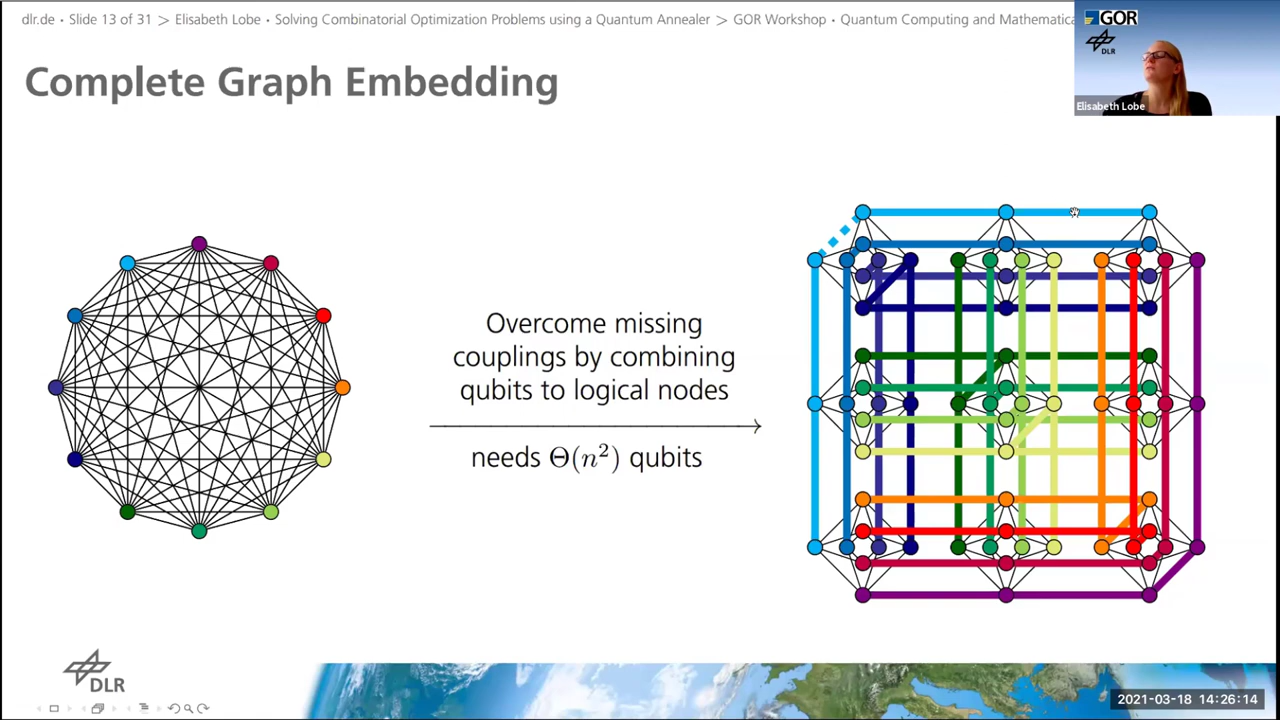 dlr.de • Slide 13 of 31 > Elisabeth Lobe • Solving Combinatorial Optimization Problems using a Quantum Annealer > GOR Workshop • Quantum Computing and Mathematica
GOR
DLR
Elisabeth Lobe
Complete Graph Embedding
Overcome missing
couplings by combining
qubits to logical nodes
needs Θ(n²) qubits
DLR
2021-03-18 14:26:14